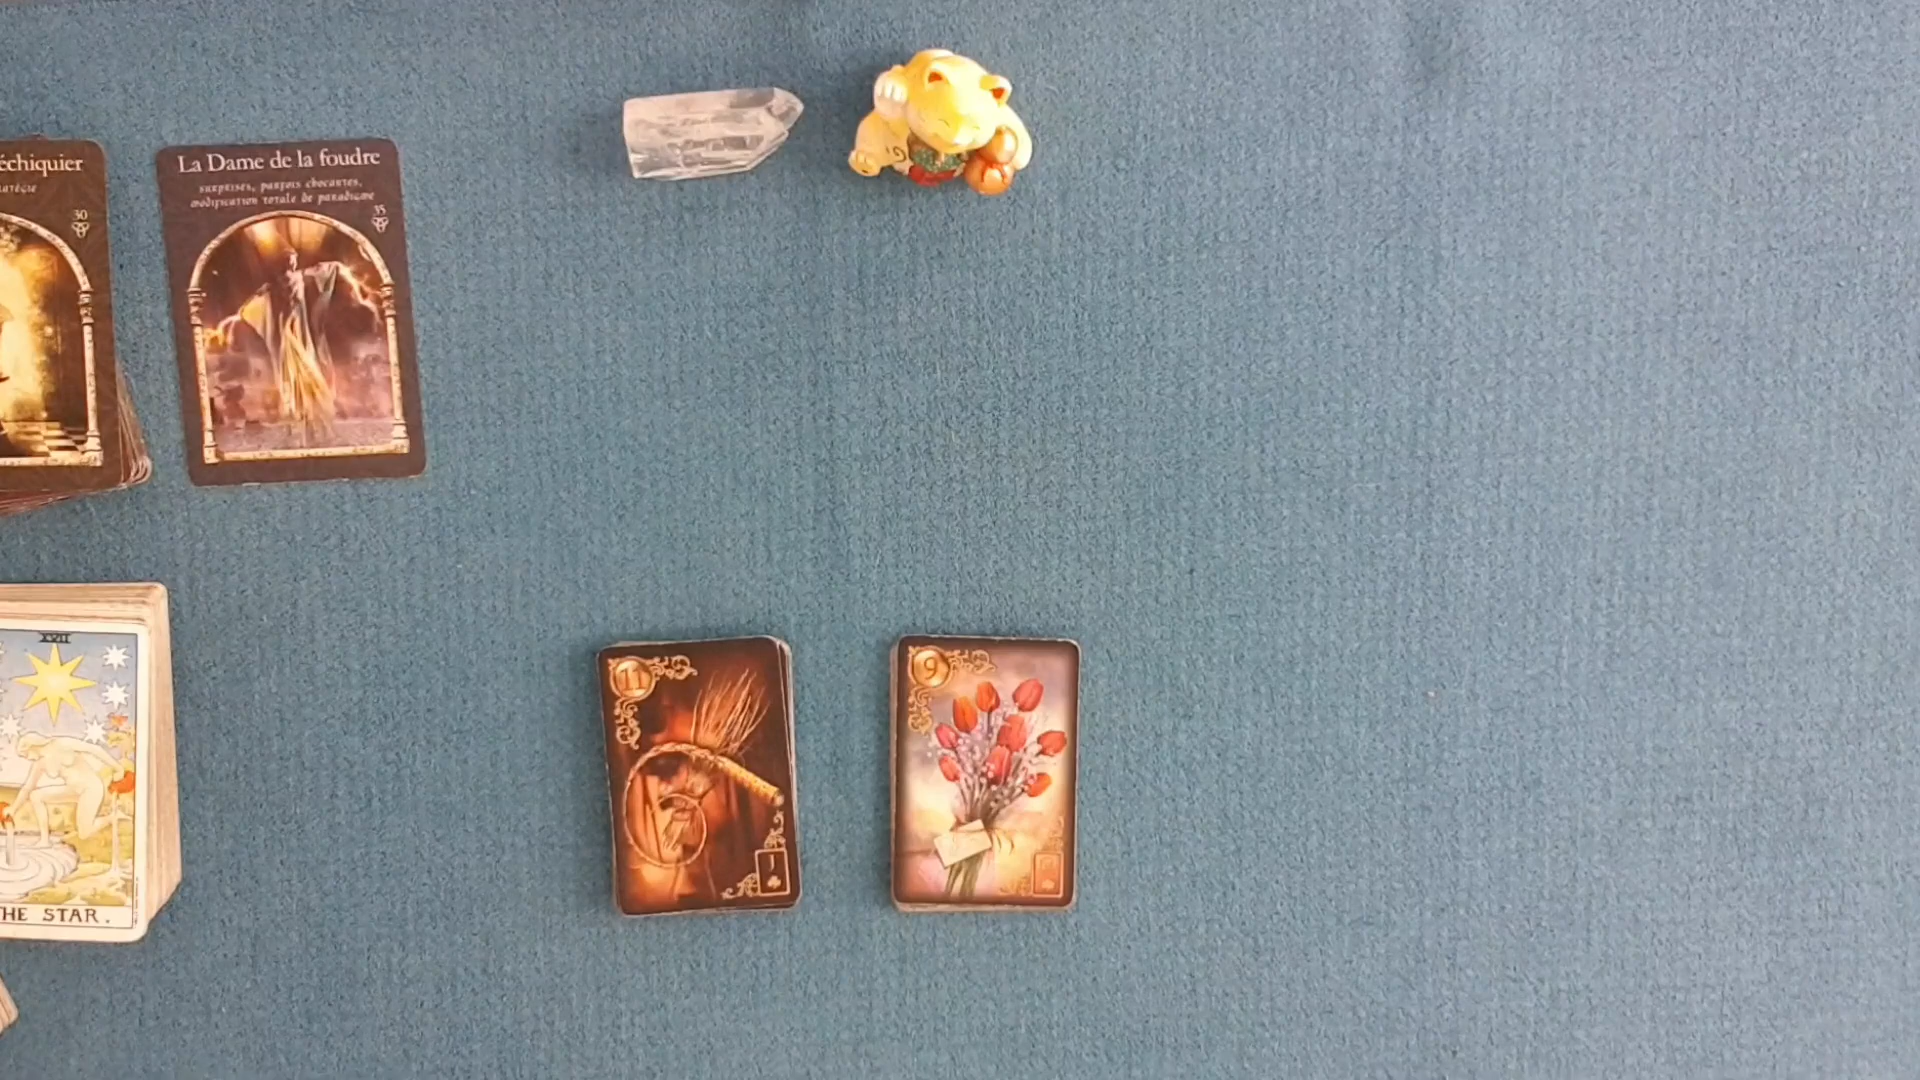 échiquier
30
La Dame de la foudre
surprises, parfois chocantes,
modification totale de paradigme
35
XVII
THE STAR.
11
J
9